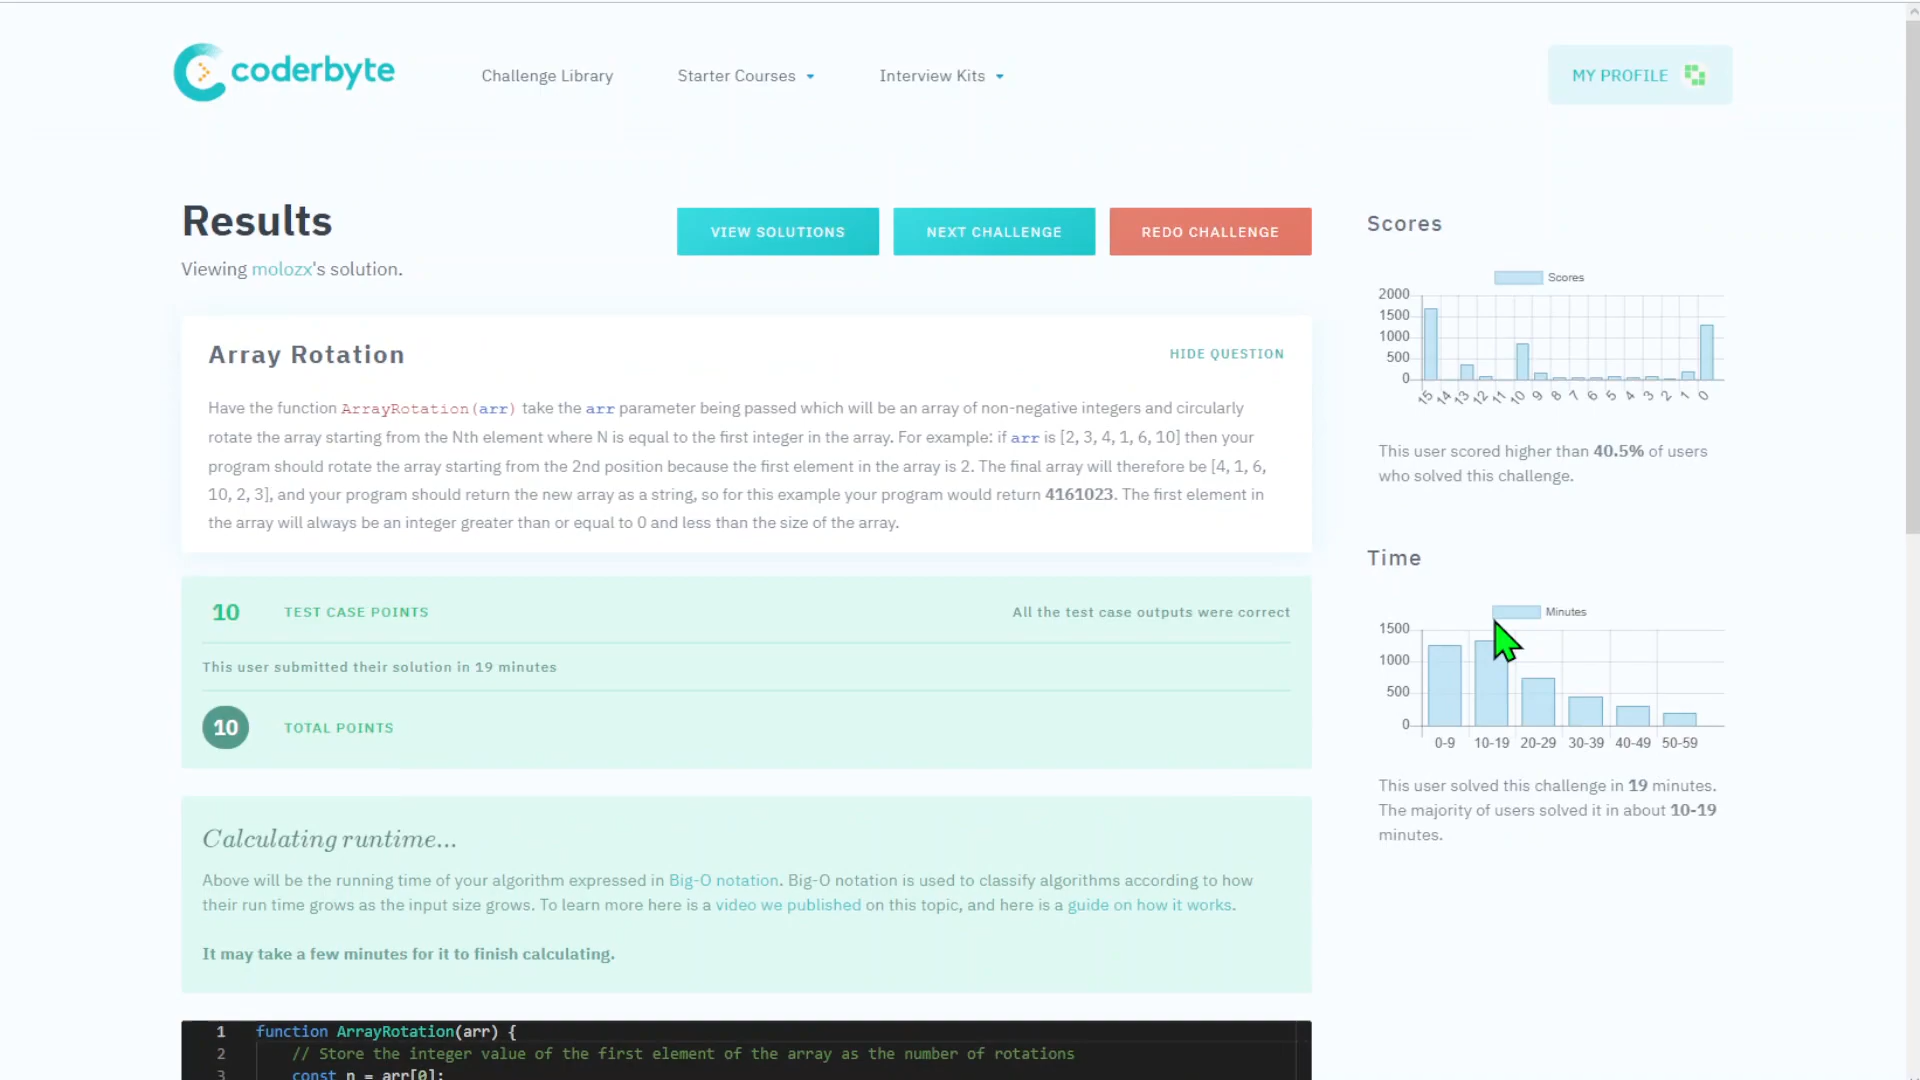 coderbyte
Challenge Library
Starter Courses
Interview Kits
MY PROFILE
Results
Viewing molozx's solution.
VIEW SOLUTIONS
NEXT CHALLENGE
REDO CHALLENGE
Array Rotation
HIDE QUESTION
Have the function ArrayRotation(arr) take the arr parameter being passed which will be an array of non-negative integers and circularly
rotate the array starting from the Nth element where N is equal to the first integer in the array. For example: if arr is [2, 3, 4, 1, 6, 10] then your
program should rotate the array starting from the 2nd position because the first element in the array is 2. The final array will therefore be [4, 1, 6,
10, 2, 3], and your program should return the new array as a string, so for this example your program would return 4161023. The first element in
the array will always be an integer greater than or equal to 0 and less than the size of the array.
10 TEST CASE POINTS
All the test case outputs were correct
This user submitted their solution in 19 minutes
10 TOTAL POINTS
Calculating runtime...
Above will be the running time of your algorithm expressed in Big-O notation. Big-O notation is used to classify algorithms according to how
their run time grows as the input size grows. To learn more here is a video we published on this topic, and here is a guide on how it works.
It may take a few minutes for it to finish calculating.
1 function ArrayRotation(arr) {
2 // Store the integer value of the first element of the array as the number of rotations
3 const n = arr[0];
Scores
Scores
2000
1500
1000
500
0
15 14 13 12 11 10 9 8 7 6 5 4 3 2 1 0
This user scored higher than 40.5% of users
who solved this challenge.
Time
Minutes
1500
1000
500
0
0-9 10-19 20-29 30-39 40-49 50-59
This user solved this challenge in 19 minutes.
The majority of users solved it in about 10-19
minutes.